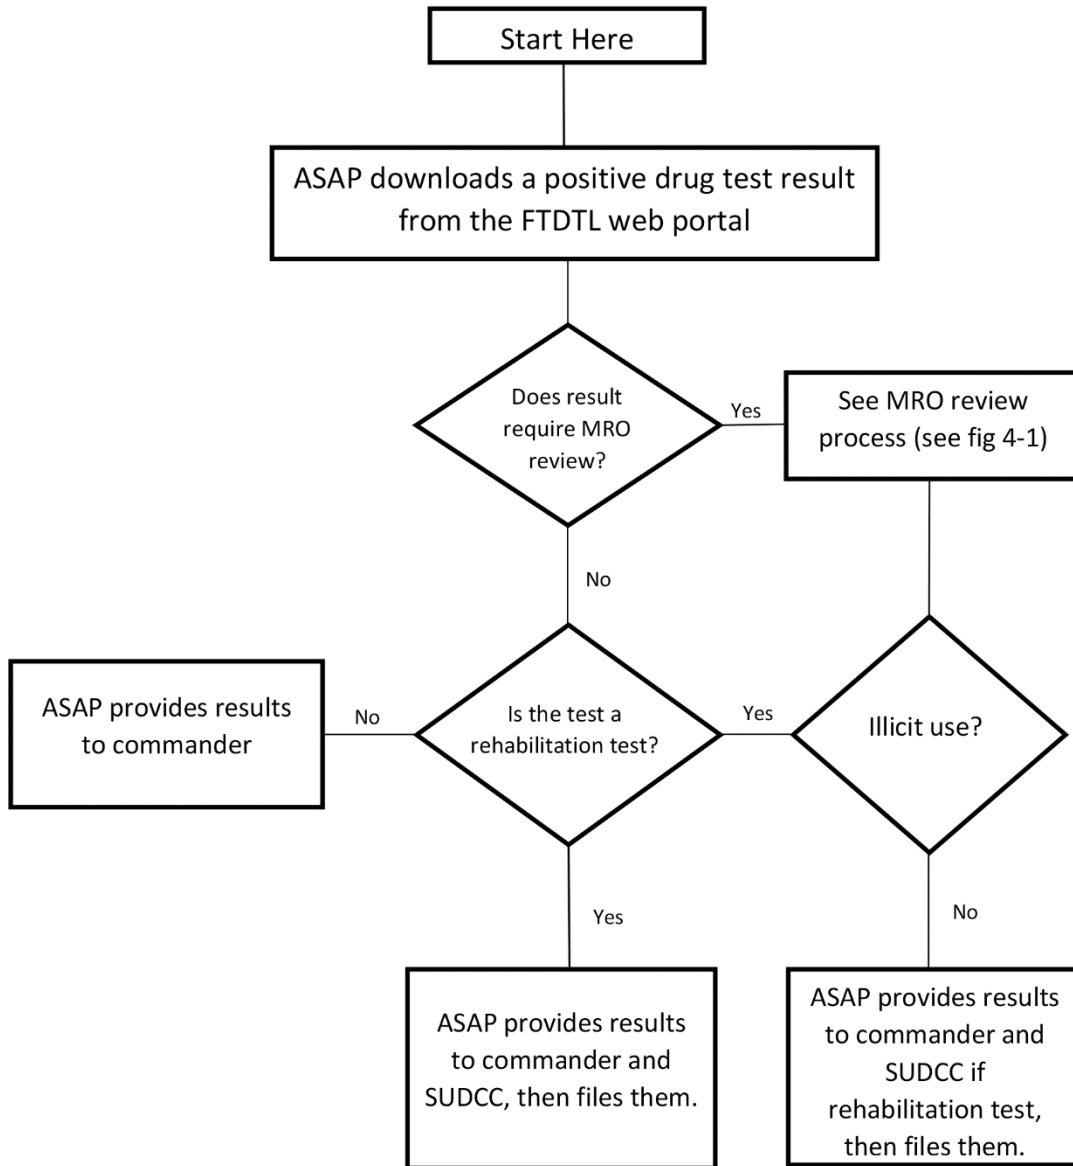 Start Here
ASAP downloads a positive drug test result
from the FTDTL web portal
Does result
require MRO
review?
Yes
See MRO review
process (see fig 4-1)
No
ASAP provides results
to commander
No
Is the test a
rehabilitation test?
Yes
Illicit use?
Yes
No
ASAP provides results
to commander and
SUDCC, then files them.
ASAP provides results
to commander and
SUDCC if
rehabilitation test,
then files them.